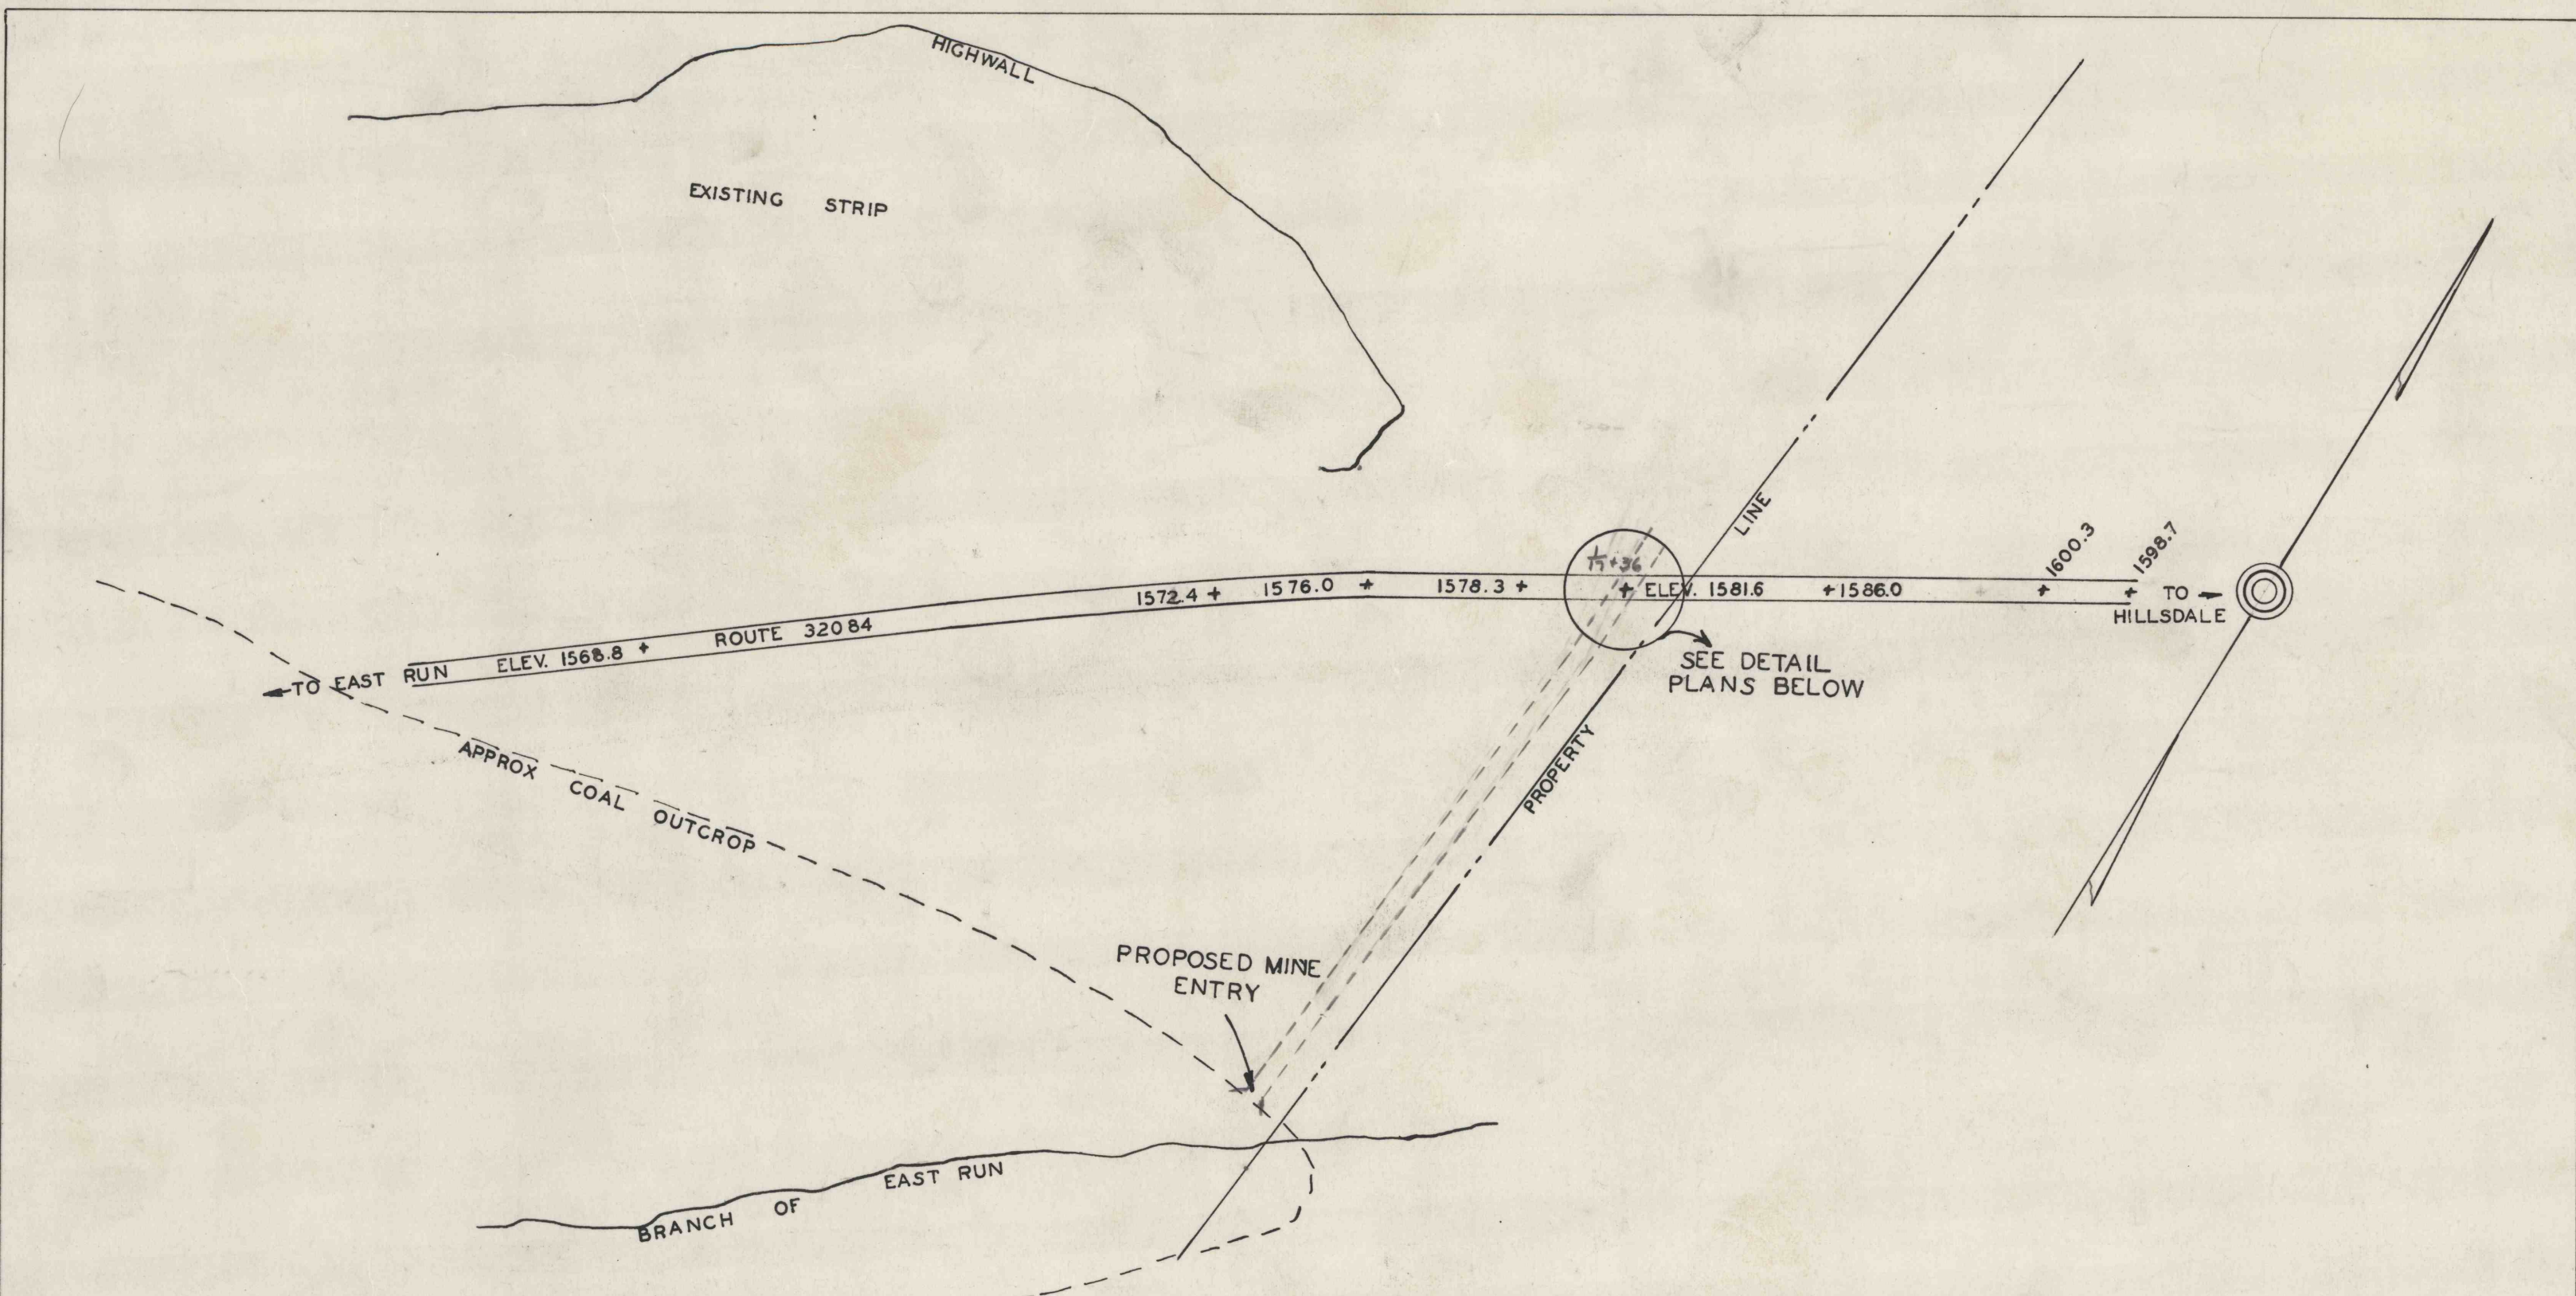 HIGHWALL
EXISTING STRIP
LINE
1600.3
1598.7
1572.4
1576.0
1578.3
ELEV. 1581.6
1586.0
TO
HILLSDALE
ROUTE 32084
ELEV. 1568.8
TO EAST RUN
SEE DETAIL
PLANS BELOW
APPROX COAL OUTCROP
PROPERTY
PROPOSED MINE
ENTRY
BRANCH OF EAST RUN